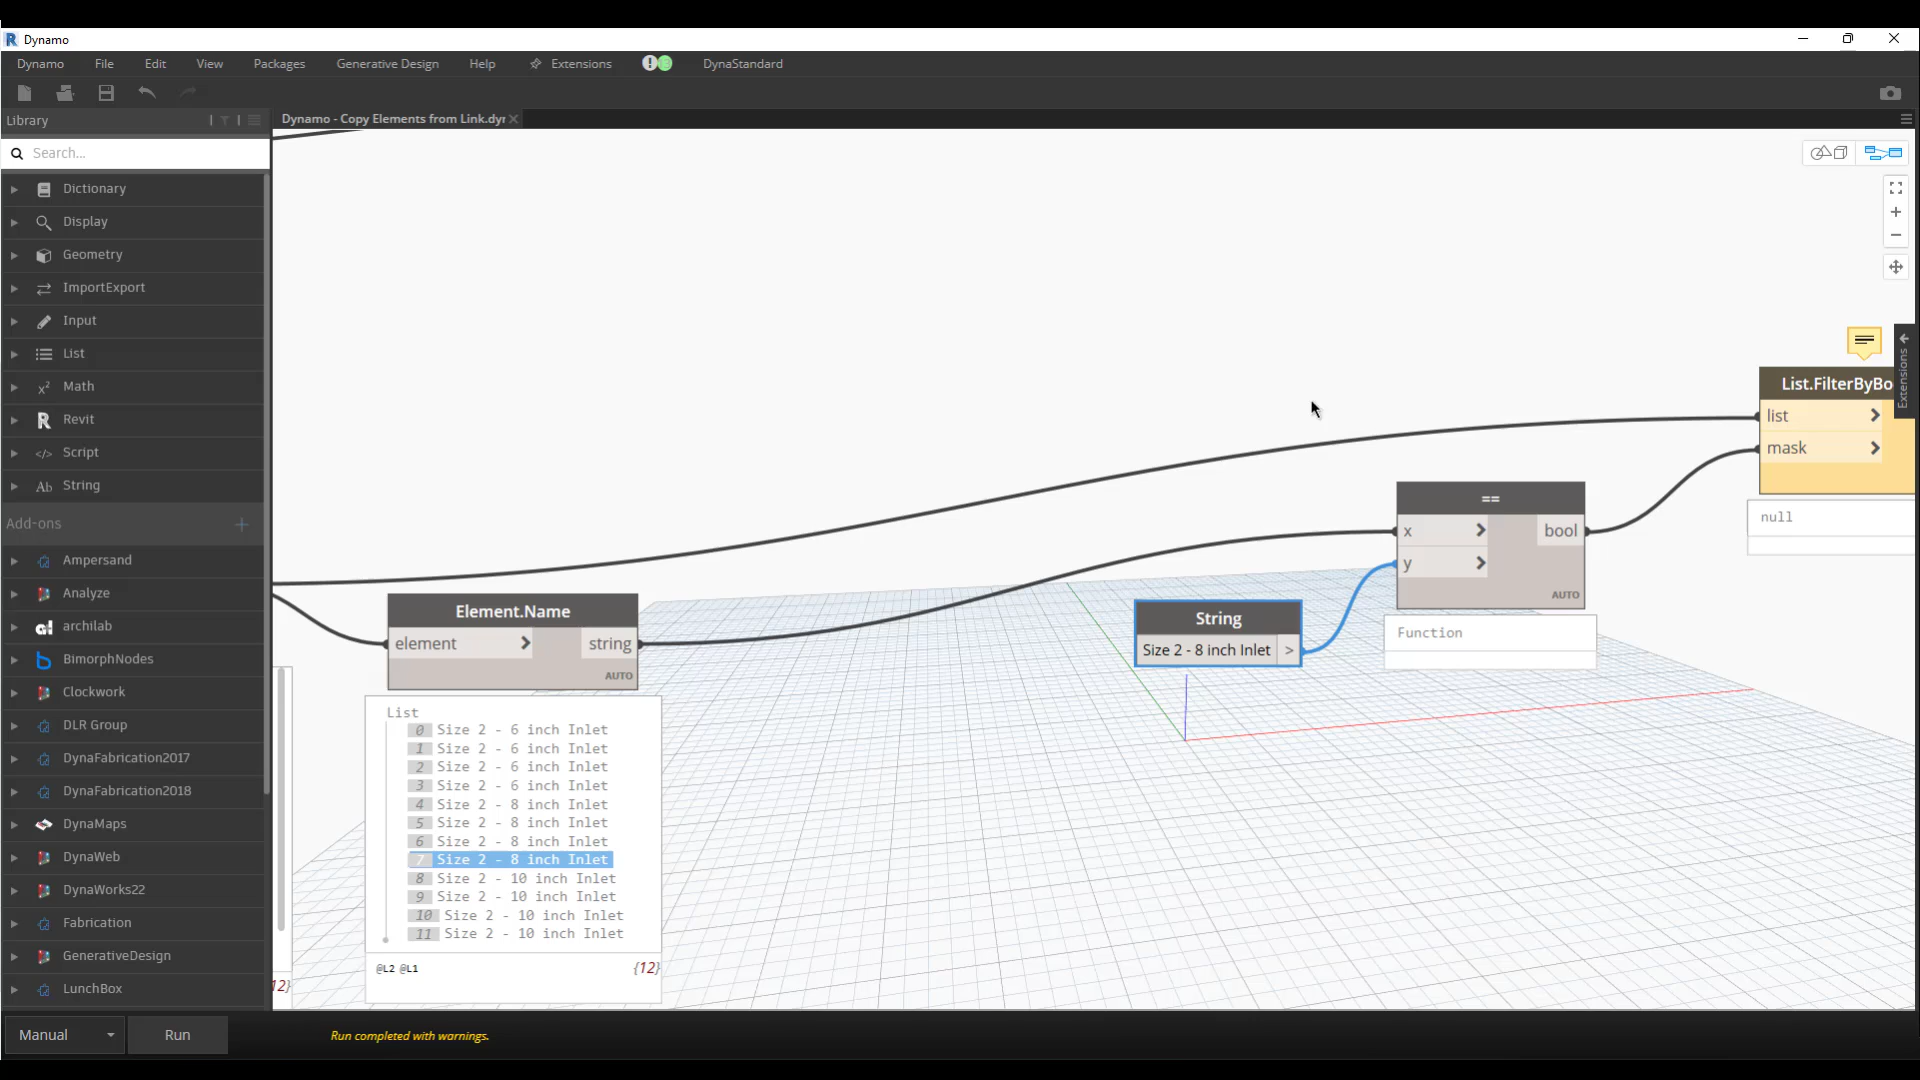 Dynamo
Dynamo File Edit View Packages Generative Design Help Extensions DynaStandard
Library
Dynamo - Copy Elements from Link.dyn
Search...
Dictionary
Display
Geometry
ImportExport
Input
List
Math
Revit
Script
String
Add-ons
Ampersand
Analyze
archilab
BimorphNodes
Clockwork
DLR Group
DynaFabrication2017
DynaFabrication2018
DynaMaps
DynaWeb
DynaWorks22
Fabrication
GenerativeDesign
LunchBox
12}
Element.Name
element > string
AUTO
List
0 Size 2 - 6 inch Inlet
1 Size 2 - 6 inch Inlet
2 Size 2 - 6 inch Inlet
3 Size 2 - 6 inch Inlet
4 Size 2 - 8 inch Inlet
5 Size 2 - 8 inch Inlet
6 Size 2 - 8 inch Inlet
7 Size 2 - 8 inch Inlet
8 Size 2 - 10 inch Inlet
9 Size 2 - 10 inch Inlet
10 Size 2 - 10 inch Inlet
11 Size 2 - 10 inch Inlet
@L2 @L1 {12}
String
Size 2 - 8 inch Inlet >
==
x > bool
y >
AUTO
Function
List.FilterByBo
list >
mask >
null
Extensions
Manual Run Run completed with warnings.